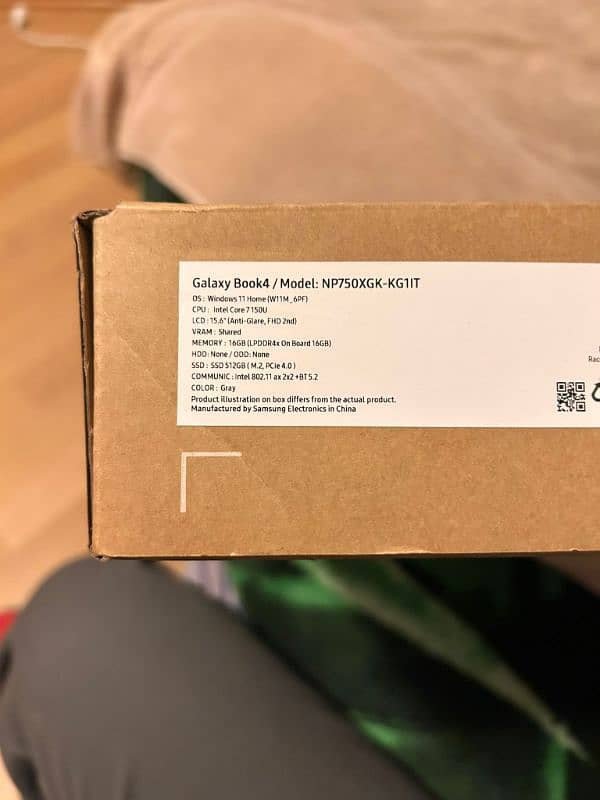 Galaxy Book4 / Model: NP750XGK-KG1IT
OS : Windows 11 Home (W11M_6PF)
CPU : Intel Core 7 150U
LCD : 15.6" (Anti-Glare, FHD 2nd)
VRAM : Shared
MEMORY : 16GB (LPDDR4x On Board 16GB)
HDD: None / ODD: None
SSD : SSD 512GB ( M.2, PCIe 4.0 )
COMMUNIC : Intel 802.11 ax 2x2 +BT 5.2
COLOR : Gray
Product illustration on box differs from the actual product.
Manufactured by Samsung Electronics in China